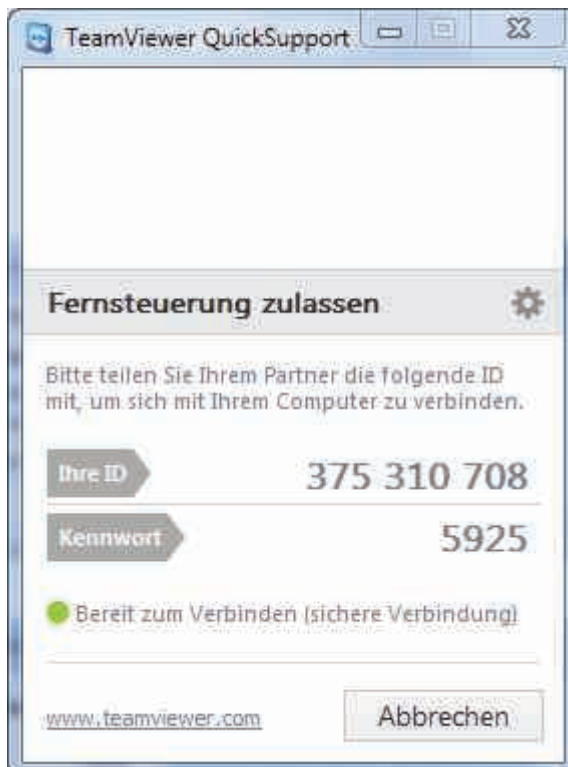 TeamViewer QuickSupport
Fernsteuerung zulassen
Bitte teilen Sie Ihrem Partner die folgende ID
mit, um sich mit Ihrem Computer zu verbinden.
Ihre ID 375 310 708
Kennwort 5925
Bereit zum Verbinden (sichere Verbindung)
www.teamviewer.com Abbrechen